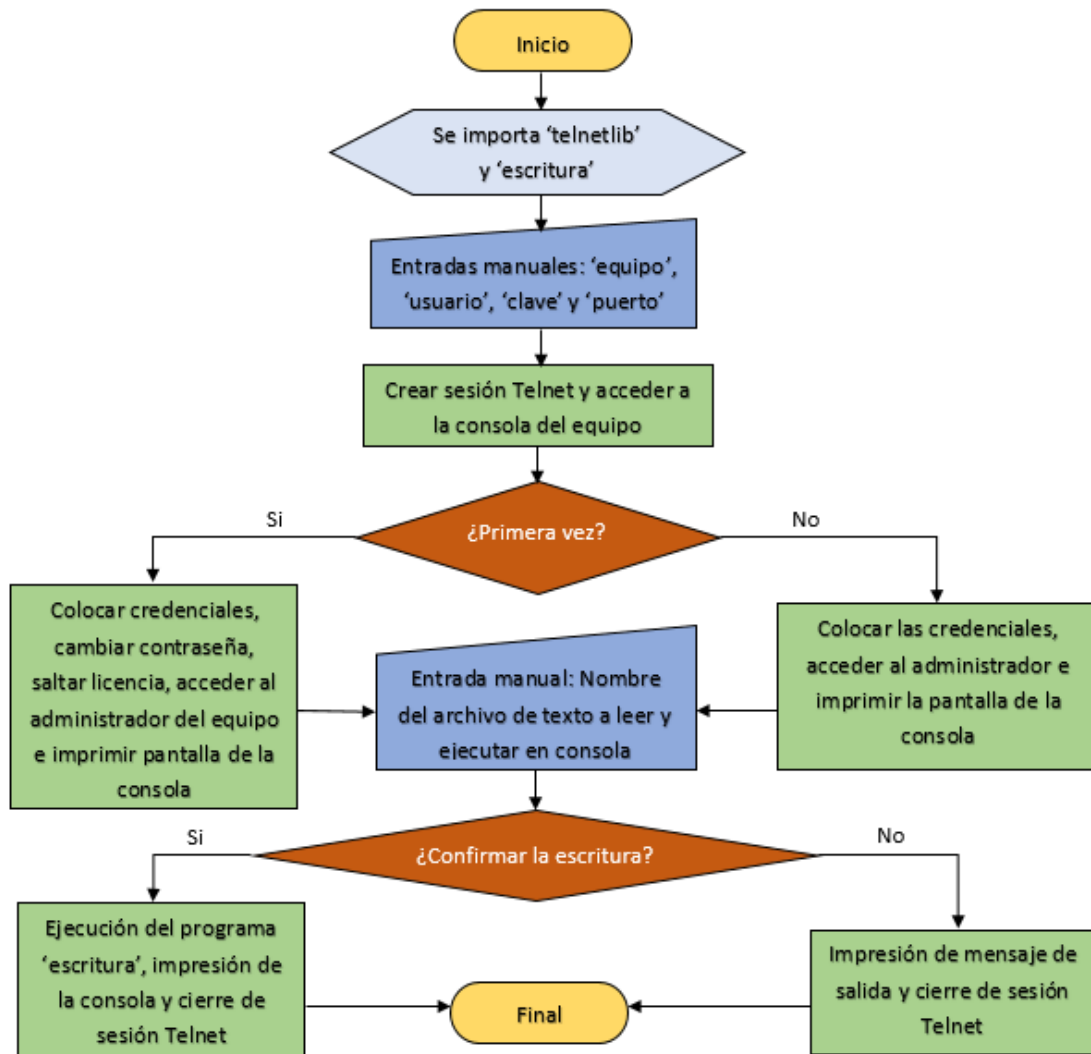 Inicio
Se importa ‘telnetlib’
y ‘escritura’
Entradas manuales: ‘equipo’,
‘usuario’, ‘clave’ y ‘puerto’
Crear sesión Telnet y acceder a
la consola del equipo
¿Primera vez?
Si
No
Colocar credenciales,
cambiar contraseña,
saltar licencia, acceder al
administrador del equipo
e imprimir pantalla de la
consola
Entrada manual: Nombre
del archivo de texto a leer y
ejecutar en consola
Colocar las credenciales,
acceder al administrador e
imprimir la pantalla de la
consola
¿Confirmar la escritura?
Si
No
Ejecución del programa
‘escritura’, impresión de
la consola y cierre de
sesión Telnet
Final
Impresión de mensaje de
salida y cierre de sesión
Telnet